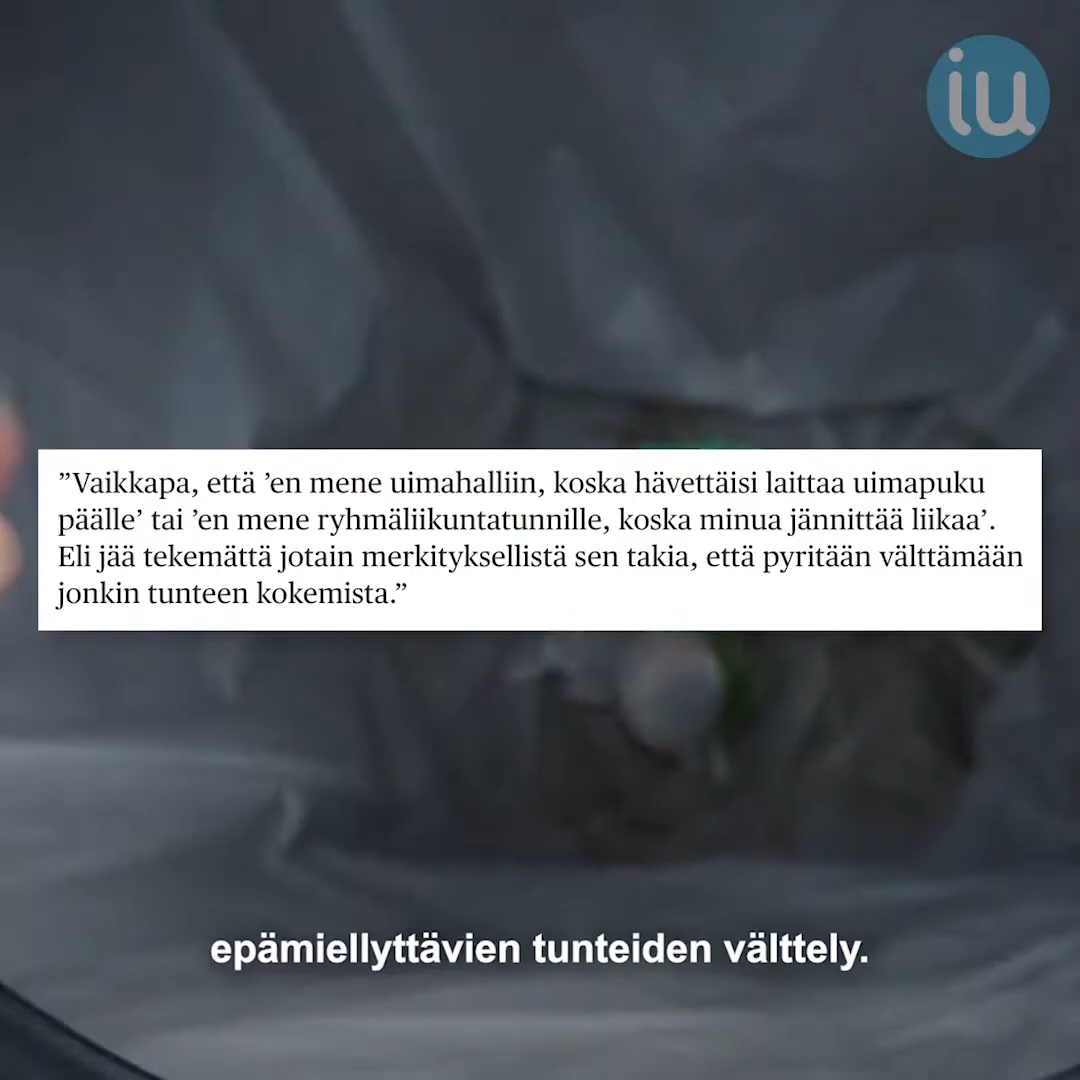 iu
”Vaikkapa, että ’en mene uimahalliin, koska hävettäisi laittaa uimapuku
päälle’ tai ’en mene ryhmäliikuntatunnille, koska minua jännittää liikaa’.
Eli jää tekemättä jotain merkityksellistä sen takia, että pyritään välttämään
jonkin tunteen kokemista.”
epämiellyttävien tunteiden välttely.